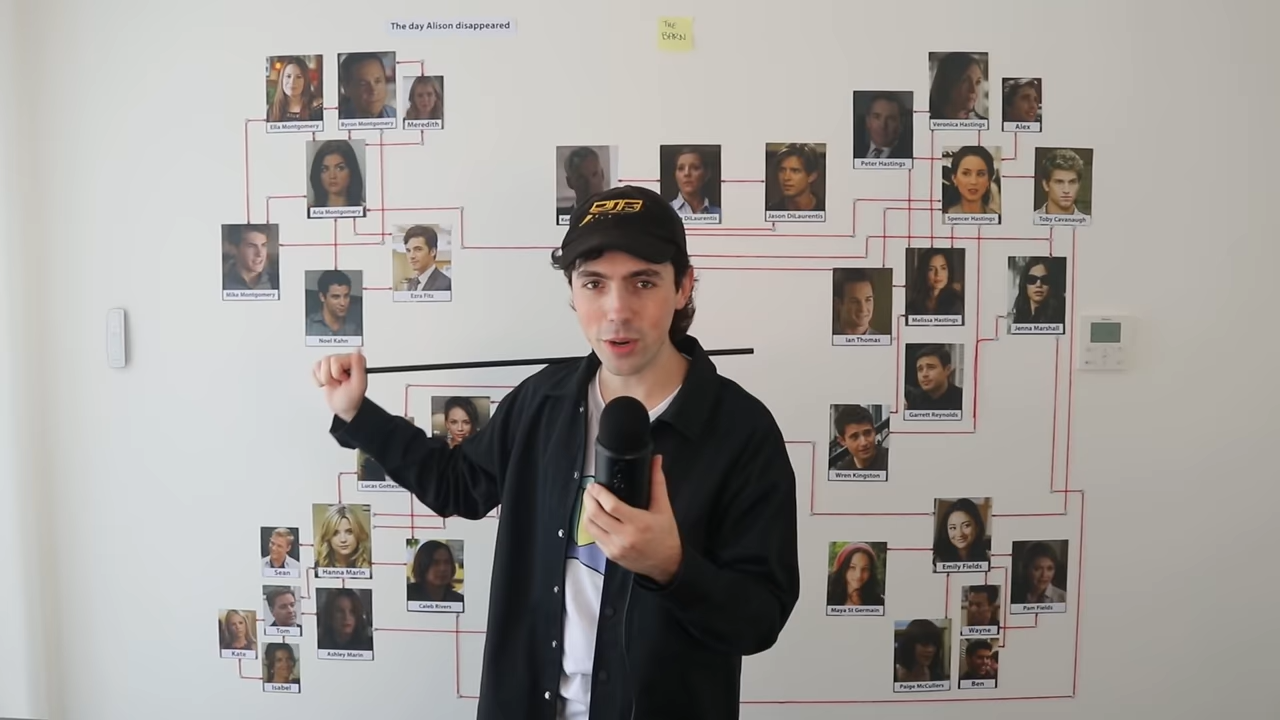 The day Alison disappeared
THE
BARN
Ella Montgomery
Byron Montgomery
Meredith
Veronica Hastings
Alex
Peter Hastings
Aria Montgomery
DiLaurentis
Jason DiLaurentis
Spencer Hastings
Toby Cavanaugh
Mike Montgomery
Ezra Fitz
Noel Kahn
Ian Thomas
Melissa Hastings
Jenna Marshall
Garrett Reynolds
Wren Kingston
Lucas
Sean
Hanna Marin
Caleb Rivers
Emily Fields
Maya St Germain
Pam Fields
Tom
Wayne
Kate
Ashley Marin
Isabel
Paige McCullers
Ben